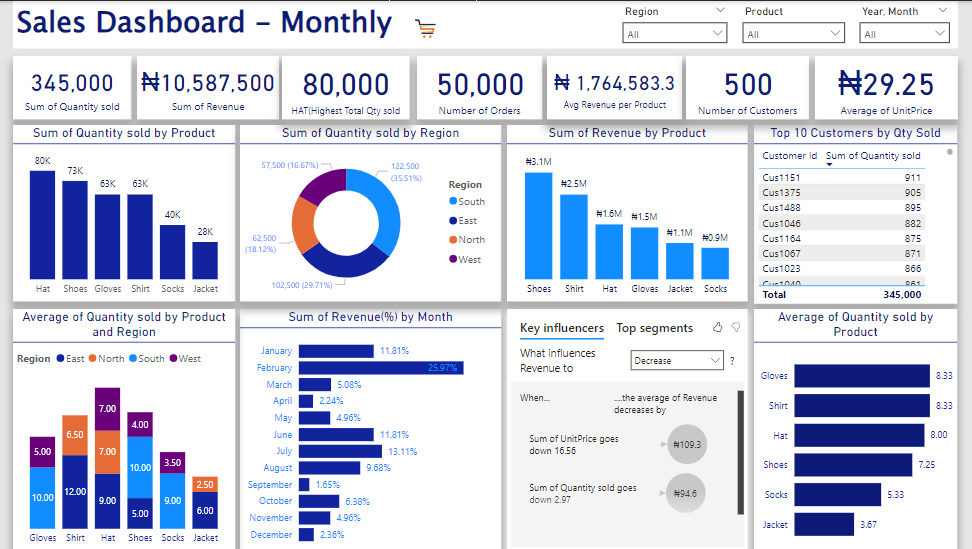 Sales Dashboard - Monthly
Region
All
Product
All
Year, Month
All
345,000
Sum of Quantity sold
₦10,587,500
Sum of Revenue
80,000
HAT(Highest Total Qty sold
50,000
Number of Orders
₦ 1,764,583.3
Avg Revenue per Product
500
Number of Customers
₦29.25
Average of UnitPrice
Sum of Quantity sold by Product
80K
73K
63K
63K
40K
28K
Hat Shoes Gloves Shirt Socks Jacket
Sum of Quantity sold by Region
57,500 (16.67%)
122,500
(35.51%)
62,500
(18.12%)
102,500 (29.71%)
Region
South
East
North
West
Sum of Revenue by Product
₦3.1M
₦2.5M
₦1.6M
₦1.5M
₦1.1M
₦0.9M
Shoes Shirt Hat Gloves Jacket Socks
Top 10 Customers by Qty Sold
Customer Id Sum of Quantity sold
Cus1151 911
Cus1375 905
Cus1488 895
Cus1046 882
Cus1164 875
Cus1067 871
Cus1023 866
Cus1040 861
Total 345,000
Average of Quantity sold by Product
and Region
Region East North South West
5.00
10.00
6.50
12.00
7.00
7.00
9.00
4.00
10.00
5.00
3.50
9.00
2.50
6.00
Gloves Shirt Hat Shoes Socks Jacket
Sum of Revenue(%) by Month
January 11.81%
February 25.97%
March 5.08%
April 2.24%
May 4.96%
June 11.81%
July 13.11%
August 9.68%
September 1.65%
October 6.38%
November 4.96%
December 2.36%
Key influencers Top segments
What influences
Revenue to
Decrease
?
When...
....the average of Revenue
decreases by
Sum of UnitPrice goes
down 16.56
₦109.3
Sum of Quantity sold goes
down 2.97
₦94.6
Average of Quantity sold by
Product
Gloves 8.33
Shirt 8.33
Hat 8.00
Shoes 7.25
Socks 5.33
Jacket 3.67